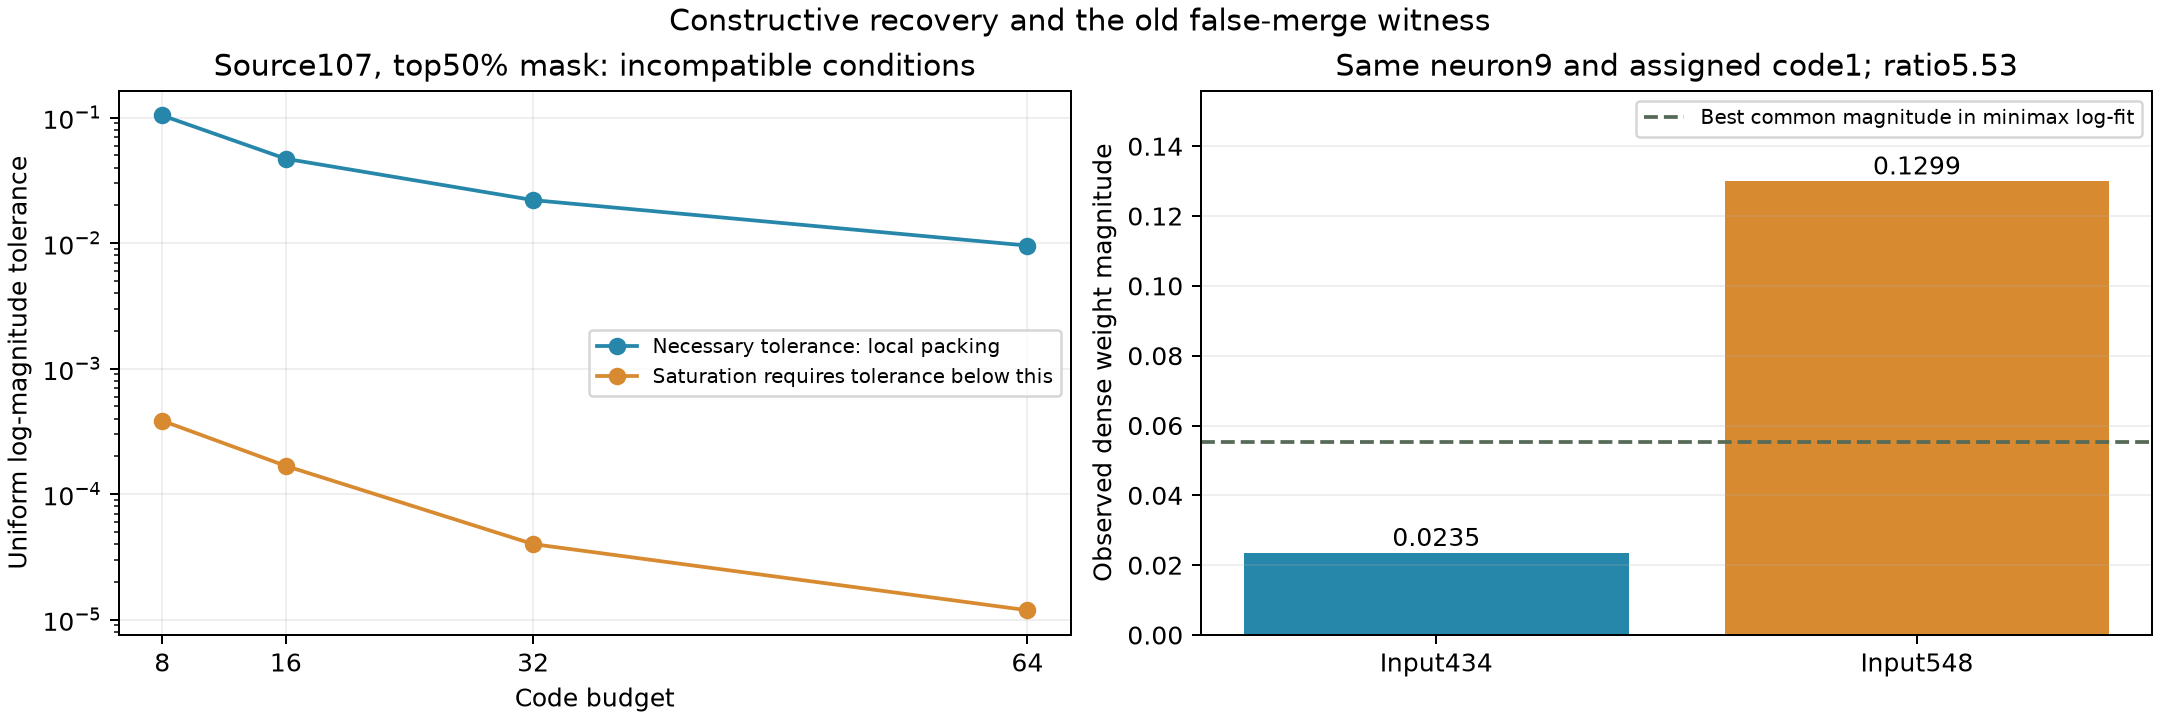 Constructive recovery and the old false-merge witness
Source107, top50% mask: incompatible conditions
Uniform log-magnitude tolerance
10⁻¹
10⁻²
10⁻³
10⁻⁴
10⁻⁵
Necessary tolerance: local packing
Saturation requires tolerance below this
8
16
32
64
Code budget
Same neuron9 and assigned code1; ratio5.53
Observed dense weight magnitude
0.14
0.12
0.10
0.08
0.06
0.04
0.02
0.00
Best common magnitude in minimax log-fit
0.0235
0.1299
Input434
Input548